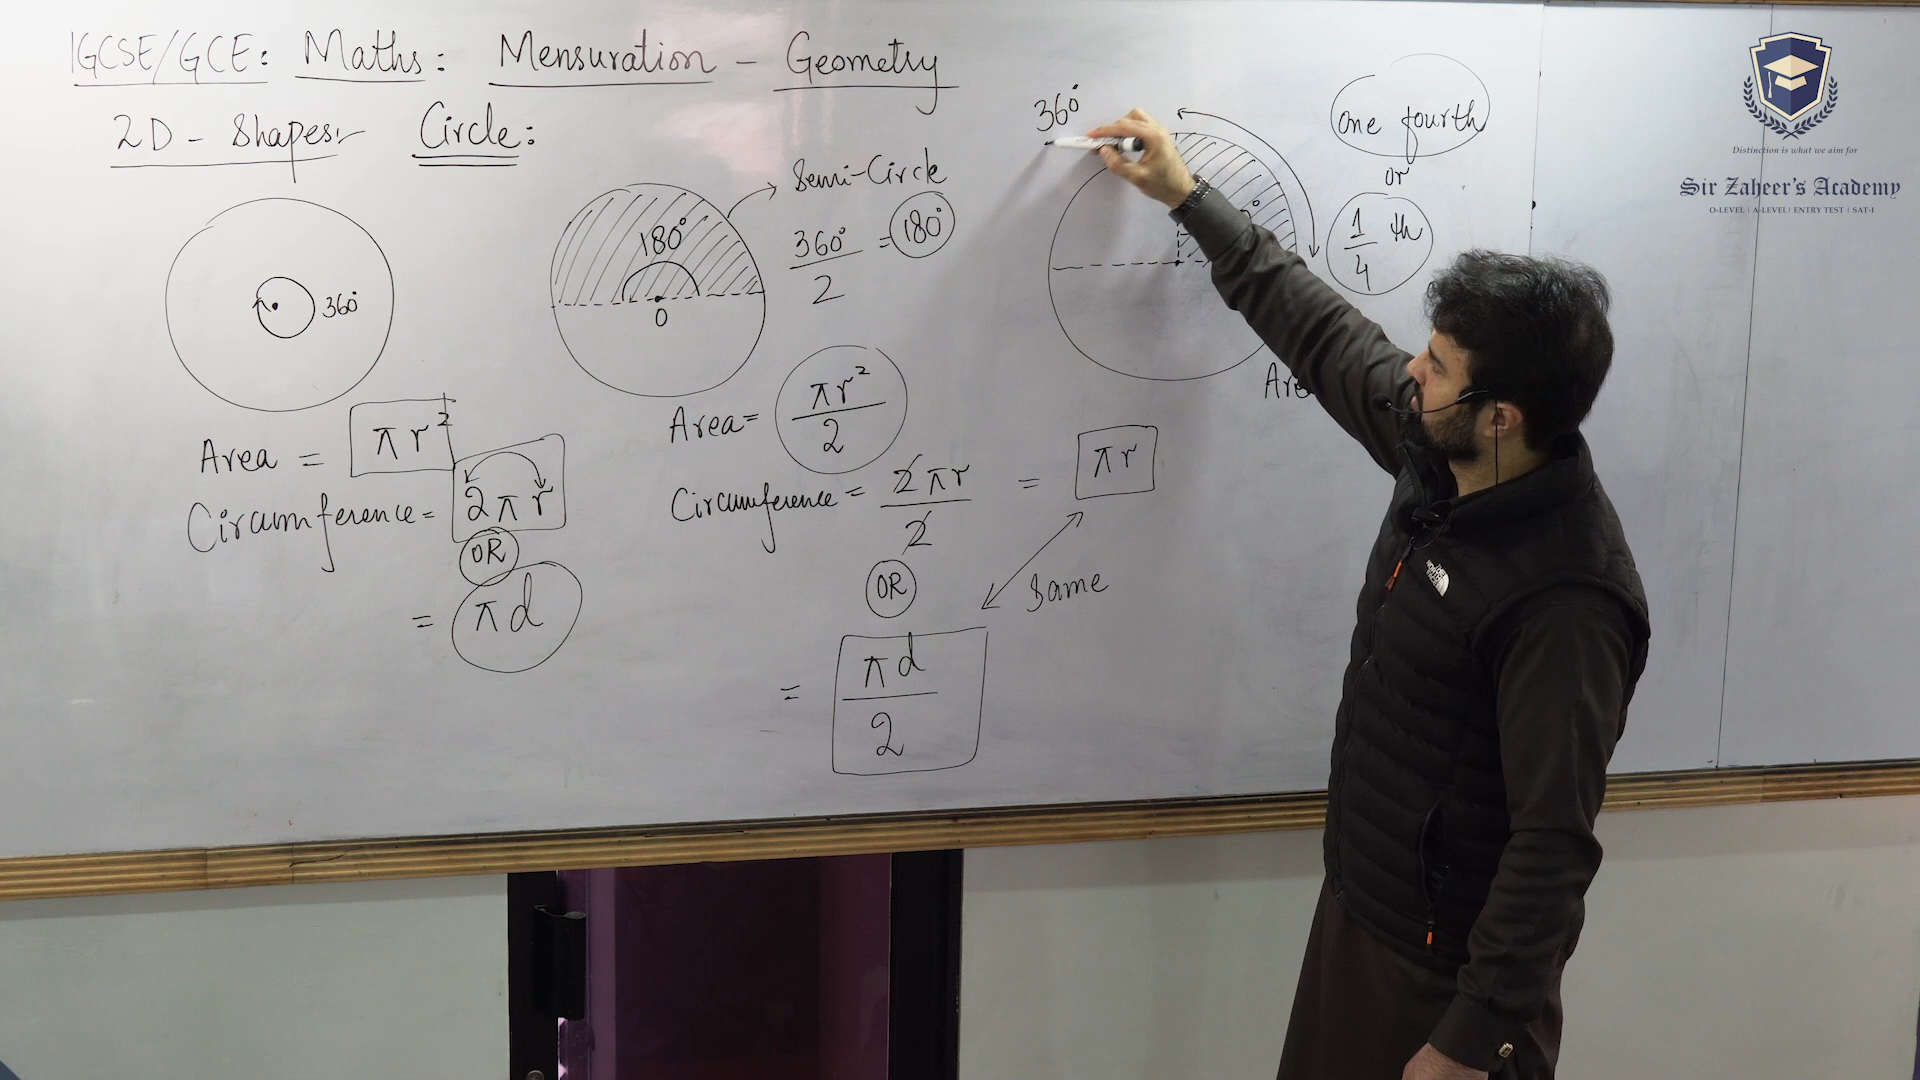 IGCSE/GCE: Maths: Mensuration - Geometry
2D - Shapes:- Circle:
360°
Area = πr²
Circumference = 2πr
OR
= πd
180°
O
Semi-Circle
360°/2 = 180°
Area = πr²/2
Circumference = 2πr/2 = πr
OR
Same
= πd/2
360°
one fourth
or
1/4 th
Sir Zaheer's Academy
Distinction is what we aim for
O-LEVEL | A-LEVEL | ENTRY TEST | SAT-I